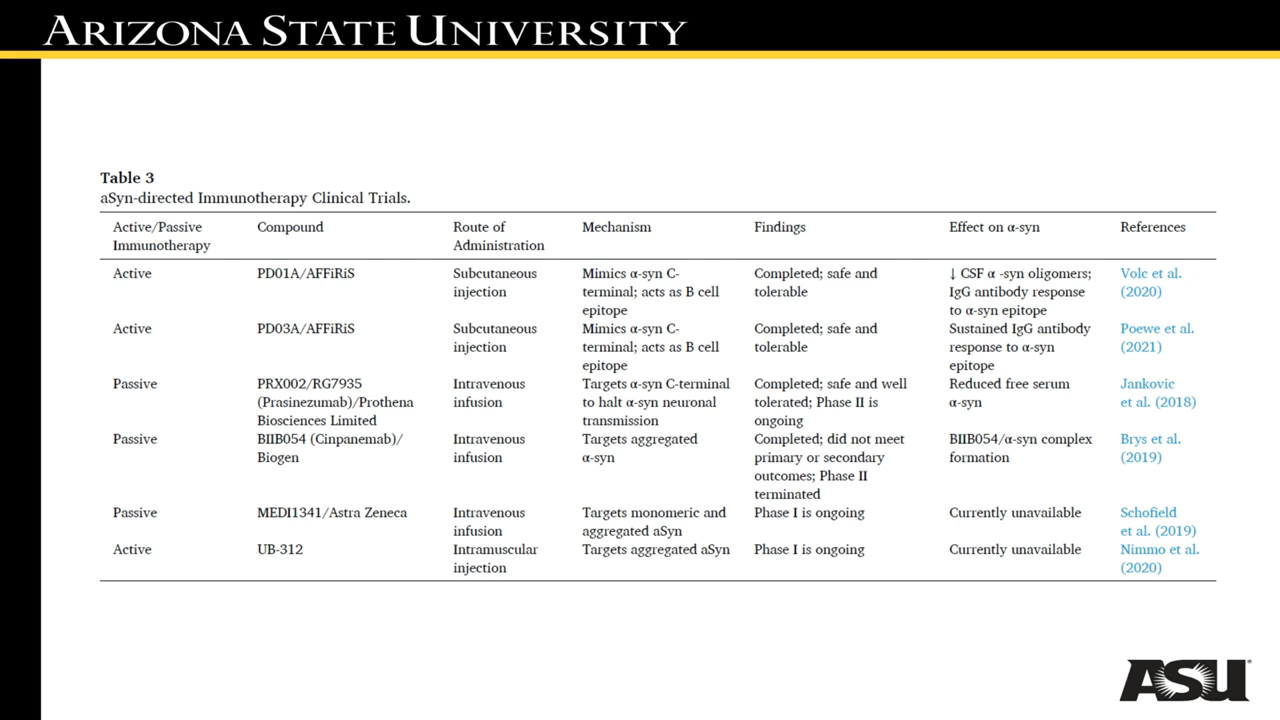 ARIZONA STATE UNIVERSITY
Table 3
aSyn-directed Immunotherapy Clinical Trials.
Active/Passive Immunotherapy Compound Route of Administration Mechanism Findings Effect on α-syn References
Active PD01A/AFFiRiS Subcutaneous injection Mimics α-syn C-terminal; acts as B cell epitope Completed; safe and tolerable ↓ CSF α -syn oligomers; IgG antibody response to α-syn epitope Volc et al. (2020)
Active PD03A/AFFiRiS Subcutaneous injection Mimics α-syn C-terminal; acts as B cell epitope Completed; safe and tolerable Sustained IgG antibody response to α-syn epitope Poewe et al. (2021)
Passive PRX002/RG7935 (Prasinezumab)/Prothena Biosciences Limited Intravenous infusion Targets α-syn C-terminal to halt α-syn neuronal transmission Completed; safe and well tolerated; Phase II is ongoing Reduced free serum α-syn Jankovic et al. (2018)
Passive BIIB054 (Cinpanemab)/ Biogen Intravenous infusion Targets aggregated α-syn Completed; did not meet primary or secondary outcomes; Phase II terminated BIIB054/α-syn complex formation Brys et al. (2019)
Passive MEDI1341/Astra Zeneca Intravenous infusion Targets monomeric and aggregated aSyn Phase I is ongoing Currently unavailable Schofield et al. (2019)
Active UB-312 Intramuscular injection Targets aggregated aSyn Phase I is ongoing Currently unavailable Nimmo et al. (2020)
ASU